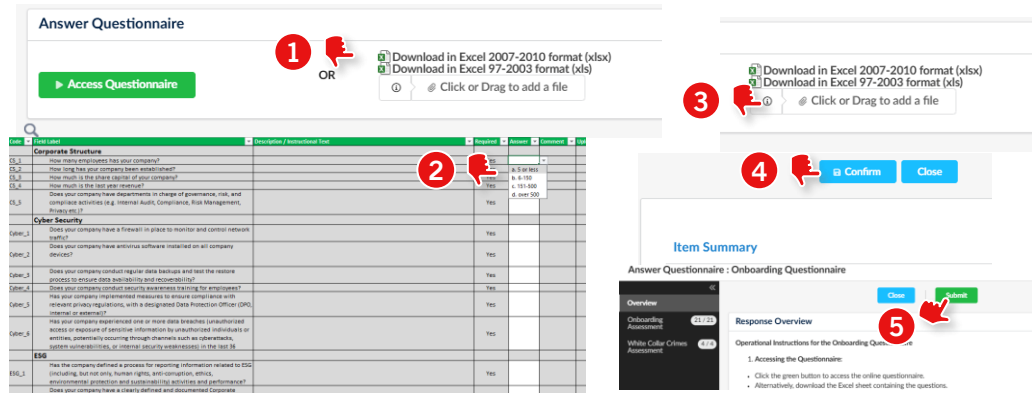 Answer Questionnaire
Access Questionnaire
OR
1
Download in Excel 2007-2010 format (xlsx)
Download in Excel 97-2003 format (xls)
Click or Drag to add a file
Code Field Label Description / Instructional Text Required Answer Comment
Corporate Structure
CS_1 How many employees has your company? Yes
CS_2 How long has your company been established?
CS_3 How much is the share capital of your company?
CS_4 How much is the last year revenue? Yes
Does your company have departments in charge of governance, risk, and
CS_5 compliace activities (e.g. Internal Audit, Compliance, Risk Management, Yes
Privacy etc.)?
2
a. 5 or less
b. 6-150
c. 151-500
d. over 500
Cyber Security
Does your company have a firewall in place to monitor and control network
Cyber_1 traffic? Yes
Does your company have antivirus software installed on all company
Cyber_2 devices? Yes
Does your company conduct regular data backups and test the restore
Cyber_3 process to ensure data availability and recoverability? Yes
Cyber_4 Does your company conduct security awareness training for employees? Yes
Has your company implemented measures to ensure compliance with
Cyber_5 relevant privacy regulations, with a designated Data Protection Officer (DPO, Yes
internal or external)?
Has your company experienced one or more data breaches (unauthorized
access or exposure of sensitive information by unauthorized individuals or
Cyber_6 entities, potentially occurring through channels such as cyberattacks, Yes
system vulnerabilities, or internal security weaknesses) in the last 36
ESG
Has the company defined a process for reporting information related to ESG
ESG_1 (including, but not only, human rights, anti-corruption, ethics, Yes
environmental protection and sustainability) activities and performance?
Does your company have a clearly defined and documented Corporate
3
Download in Excel 2007-2010 format (xlsx)
Download in Excel 97-2003 format (xls)
Click or Drag to add a file
4
Confirm Close
Item Summary
Answer Questionnaire : Onboarding Questionnaire
Overview
Onboarding 21 / 21
Assessment
White Collar Crimes 4 / 4
Assessment
Close Submit
5
Response Overview
Operational Instructions for the Onboarding
1. Accessing the Questionnaire:
• Click the green button to access the online questionnaire.
• Alternatively, download the Excel sheet containing the questions.